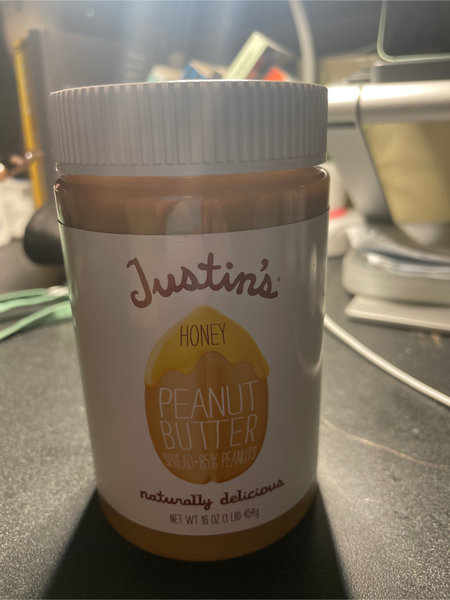 Justin's
HONEY
PEANUT
BUTTER
SPREAD • 85% PEANUTS
naturally delicious
NET WT 16 OZ (1 LB) 454g